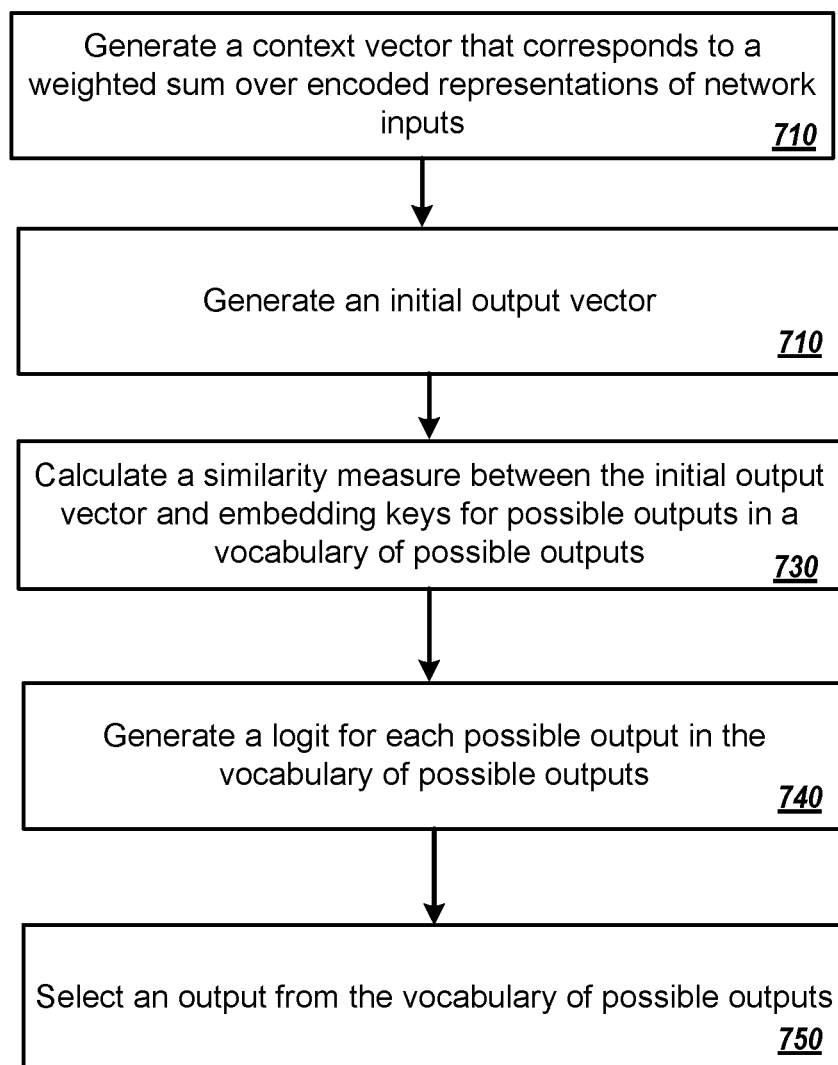 Generate a context vector that corresponds to a
weighted sum over encoded representations of network
inputs
710
Generate an initial output vector
710
Calculate a similarity measure between the initial output
vector and embedding keys for possible outputs in a
vocabulary of possible outputs
730
Generate a logit for each possible output in the
vocabulary of possible outputs
740
Select an output from the vocabulary of possible outputs
750